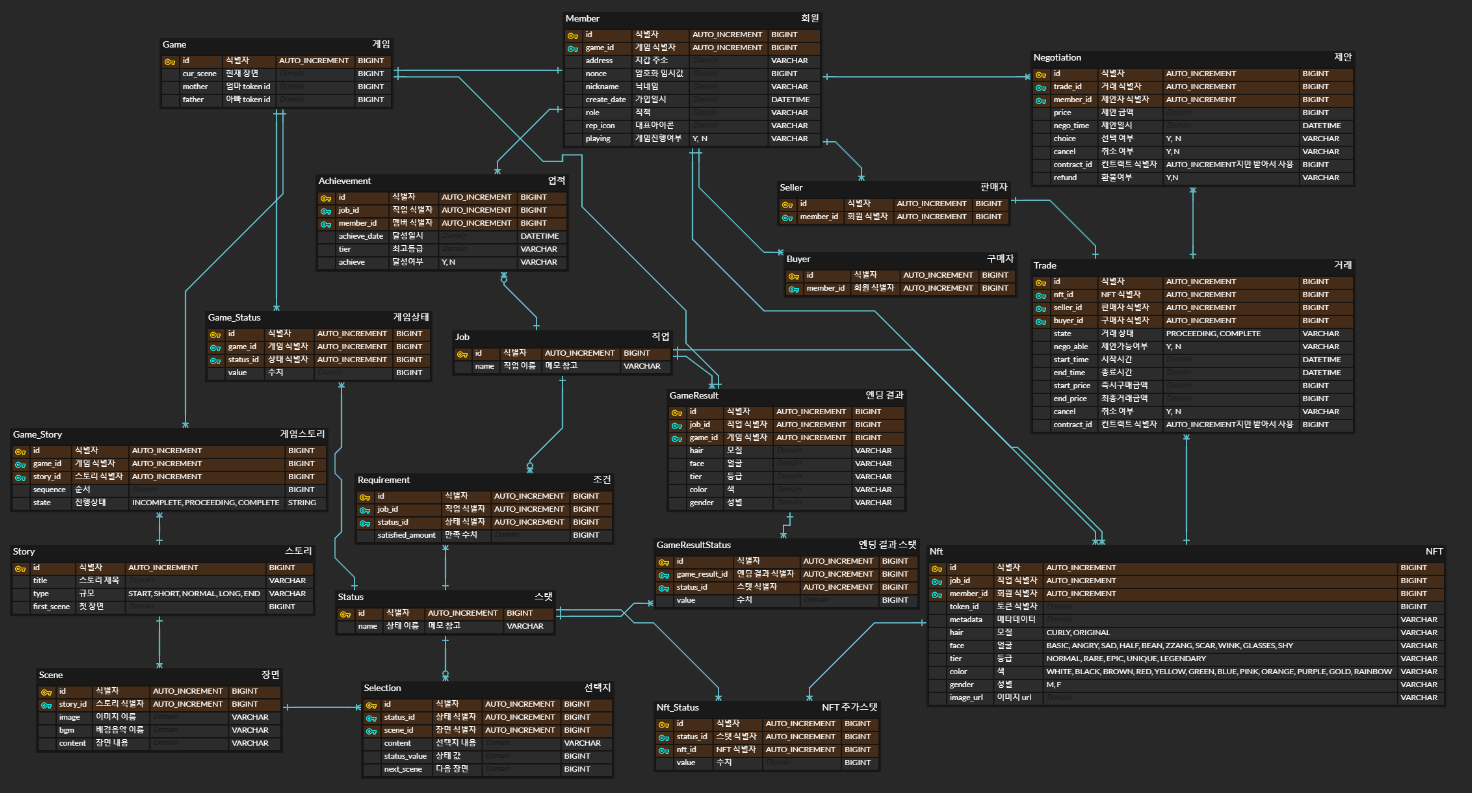 Member 회원
id 식별자 AUTO_INCREMENT BIGINT
game_id 게임 식별자 AUTO_INCREMENT BIGINT
address 지갑 주소 Domain VARCHAR
nonce 암호화 임시값 Domain BIGINT
nickname 닉네임 Domain VARCHAR
create_date 가입일시 Domain DATETIME
role 직책 Domain VARCHAR
rep_icon 대표아이콘 Domain VARCHAR
playing 게임진행여부 Y, N VARCHAR
Game 게임
id 식별자 AUTO_INCREMENT BIGINT
cur_scene 현재 장면 Domain BIGINT
mother 엄마 token id Domain BIGINT
father 아빠 token id Domain BIGINT
Negotiation 제안
id 식별자 AUTO_INCREMENT BIGINT
trade_id 거래 식별자 AUTO_INCREMENT BIGINT
member_id 제안자 식별자 AUTO_INCREMENT BIGINT
price 제안 금액 Domain BIGINT
nego_time 제안일시 Domain DATETIME
choice 선택 여부 Y, N VARCHAR
cancel 취소 여부 Y, N VARCHAR
contract_id 컨트랙트 식별자 AUTO_INCREMENT지만 받아서 사용 BIGINT
refund 환불여부 Y,N VARCHAR
Achievement 업적
id 식별자 AUTO_INCREMENT BIGINT
job_id 직업 식별자 AUTO_INCREMENT BIGINT
member_id 멤버 식별자 AUTO_INCREMENT BIGINT
achieve_date 달성일시 Domain DATETIME
tier 최고등급 Domain VARCHAR
achieve 달성여부 Y, N VARCHAR
Seller 판매자
id 식별자 AUTO_INCREMENT BIGINT
member_id 회원 식별자 AUTO_INCREMENT BIGINT
Buyer 구매자
id 식별자 AUTO_INCREMENT BIGINT
member_id 회원 식별자 AUTO_INCREMENT BIGINT
Trade 거래
id 식별자 AUTO_INCREMENT BIGINT
nft_id NFT 식별자 AUTO_INCREMENT BIGINT
seller_id 판매자 식별자 AUTO_INCREMENT BIGINT
buyer_id 구매자 식별자 AUTO_INCREMENT BIGINT
state 거래 상태 PROCEEDING, COMPLETE VARCHAR
nego_able 제안가능여부 Y, N VARCHAR
start_time 시작시간 Domain DATETIME
end_time 종료시간 Domain DATETIME
start_price 즉시구매금액 Domain BIGINT
end_price 최종거래금액 Domain BIGINT
cancel 취소 여부 Y, N VARCHAR
contract_id 컨트랙트 식별자 AUTO_INCREMENT지만 받아서 사용 BIGINT
Game_Status 게임상태
id 식별자 AUTO_INCREMENT BIGINT
game_id 게임 식별자 AUTO_INCREMENT BIGINT
status_id 상태 식별자 AUTO_INCREMENT BIGINT
value 수치 Domain BIGINT
Job 직업
id 식별자 AUTO_INCREMENT BIGINT
name 직업 이름 메모 참고 VARCHAR
GameResult 엔딩 결과
id 식별자 AUTO_INCREMENT BIGINT
job_id 직업 식별자 AUTO_INCREMENT BIGINT
game_id 게임 식별자 AUTO_INCREMENT BIGINT
hair 모질 Domain VARCHAR
face 얼굴 Domain VARCHAR
tier 등급 Domain VARCHAR
color 색 Domain VARCHAR
gender 성별 Domain VARCHAR
Game_Story 게임스토리
id 식별자 AUTO_INCREMENT BIGINT
game_id 게임 식별자 AUTO_INCREMENT BIGINT
story_id 스토리 식별자 AUTO_INCREMENT BIGINT
sequence 순서 Domain BIGINT
state 진행상태 INCOMPLETE, PROCEEDING, COMPLETE STRING
Requirement 조건
id 식별자 AUTO_INCREMENT BIGINT
job_id 직업 식별자 AUTO_INCREMENT BIGINT
status_id 상태 식별자 AUTO_INCREMENT BIGINT
satisfied_amount 만족 수치 Domain BIGINT
Story 스토리
id 식별자 AUTO_INCREMENT BIGINT
title 스토리 제목 Domain VARCHAR
type 규모 START, SHORT, NORMAL, LONG, END VARCHAR
first_scene 첫 장면 Domain BIGINT
GameResultStatus 엔딩 결과 스탯
id 식별자 AUTO_INCREMENT BIGINT
game_result_id 엔딩 결과 식별자 AUTO_INCREMENT BIGINT
status_id 스탯 식별자 AUTO_INCREMENT BIGINT
value 수치 Domain BIGINT
Nft NFT
id 식별자 AUTO_INCREMENT BIGINT
job_id 직업 식별자 AUTO_INCREMENT BIGINT
member_id 회원 식별자 AUTO_INCREMENT BIGINT
token_id 토큰 식별자 Domain BIGINT
metadata 메타데이터 Domain VARCHAR
hair 모질 CURLY, ORIGINAL VARCHAR
face 얼굴 BASIC, ANGRY, SAD, HALF, BEAN, ZZANG, SCAR, WINK, GLASSES, SHY VARCHAR
tier 등급 NORMAL, RARE, EPIC, UNIQUE, LEGENDARY VARCHAR
color 색 WHITE, BLACK, BROWN, RED, YELLOW, GREEN, BLUE, PINK, ORANGE, PURPLE, GOLD, RAINBOW VARCHAR
gender 성별 M, F VARCHAR
image_url 이미지 url Domain VARCHAR
Status 스탯
id 식별자 AUTO_INCREMENT BIGINT
name 상태 이름 메모 참고 VARCHAR
Scene 장면
id 식별자 AUTO_INCREMENT BIGINT
story_id 스토리 식별자 AUTO_INCREMENT BIGINT
image 이미지 이름 Domain VARCHAR
bgm 배경음악 이름 Domain VARCHAR
content 장면 내용 Domain VARCHAR
Selection 선택지
id 식별자 AUTO_INCREMENT BIGINT
status_id 상태 식별자 AUTO_INCREMENT BIGINT
scene_id 장면 식별자 AUTO_INCREMENT BIGINT
content 선택지 내용 Domain VARCHAR
status_value 상태 값 Domain BIGINT
next_scene 다음 장면 Domain BIGINT
Nft_Status NFT 추가스탯
id 식별자 AUTO_INCREMENT BIGINT
status_id 스탯 식별자 AUTO_INCREMENT BIGINT
nft_id NFT 식별자 AUTO_INCREMENT BIGINT
value 수치 Domain BIGINT